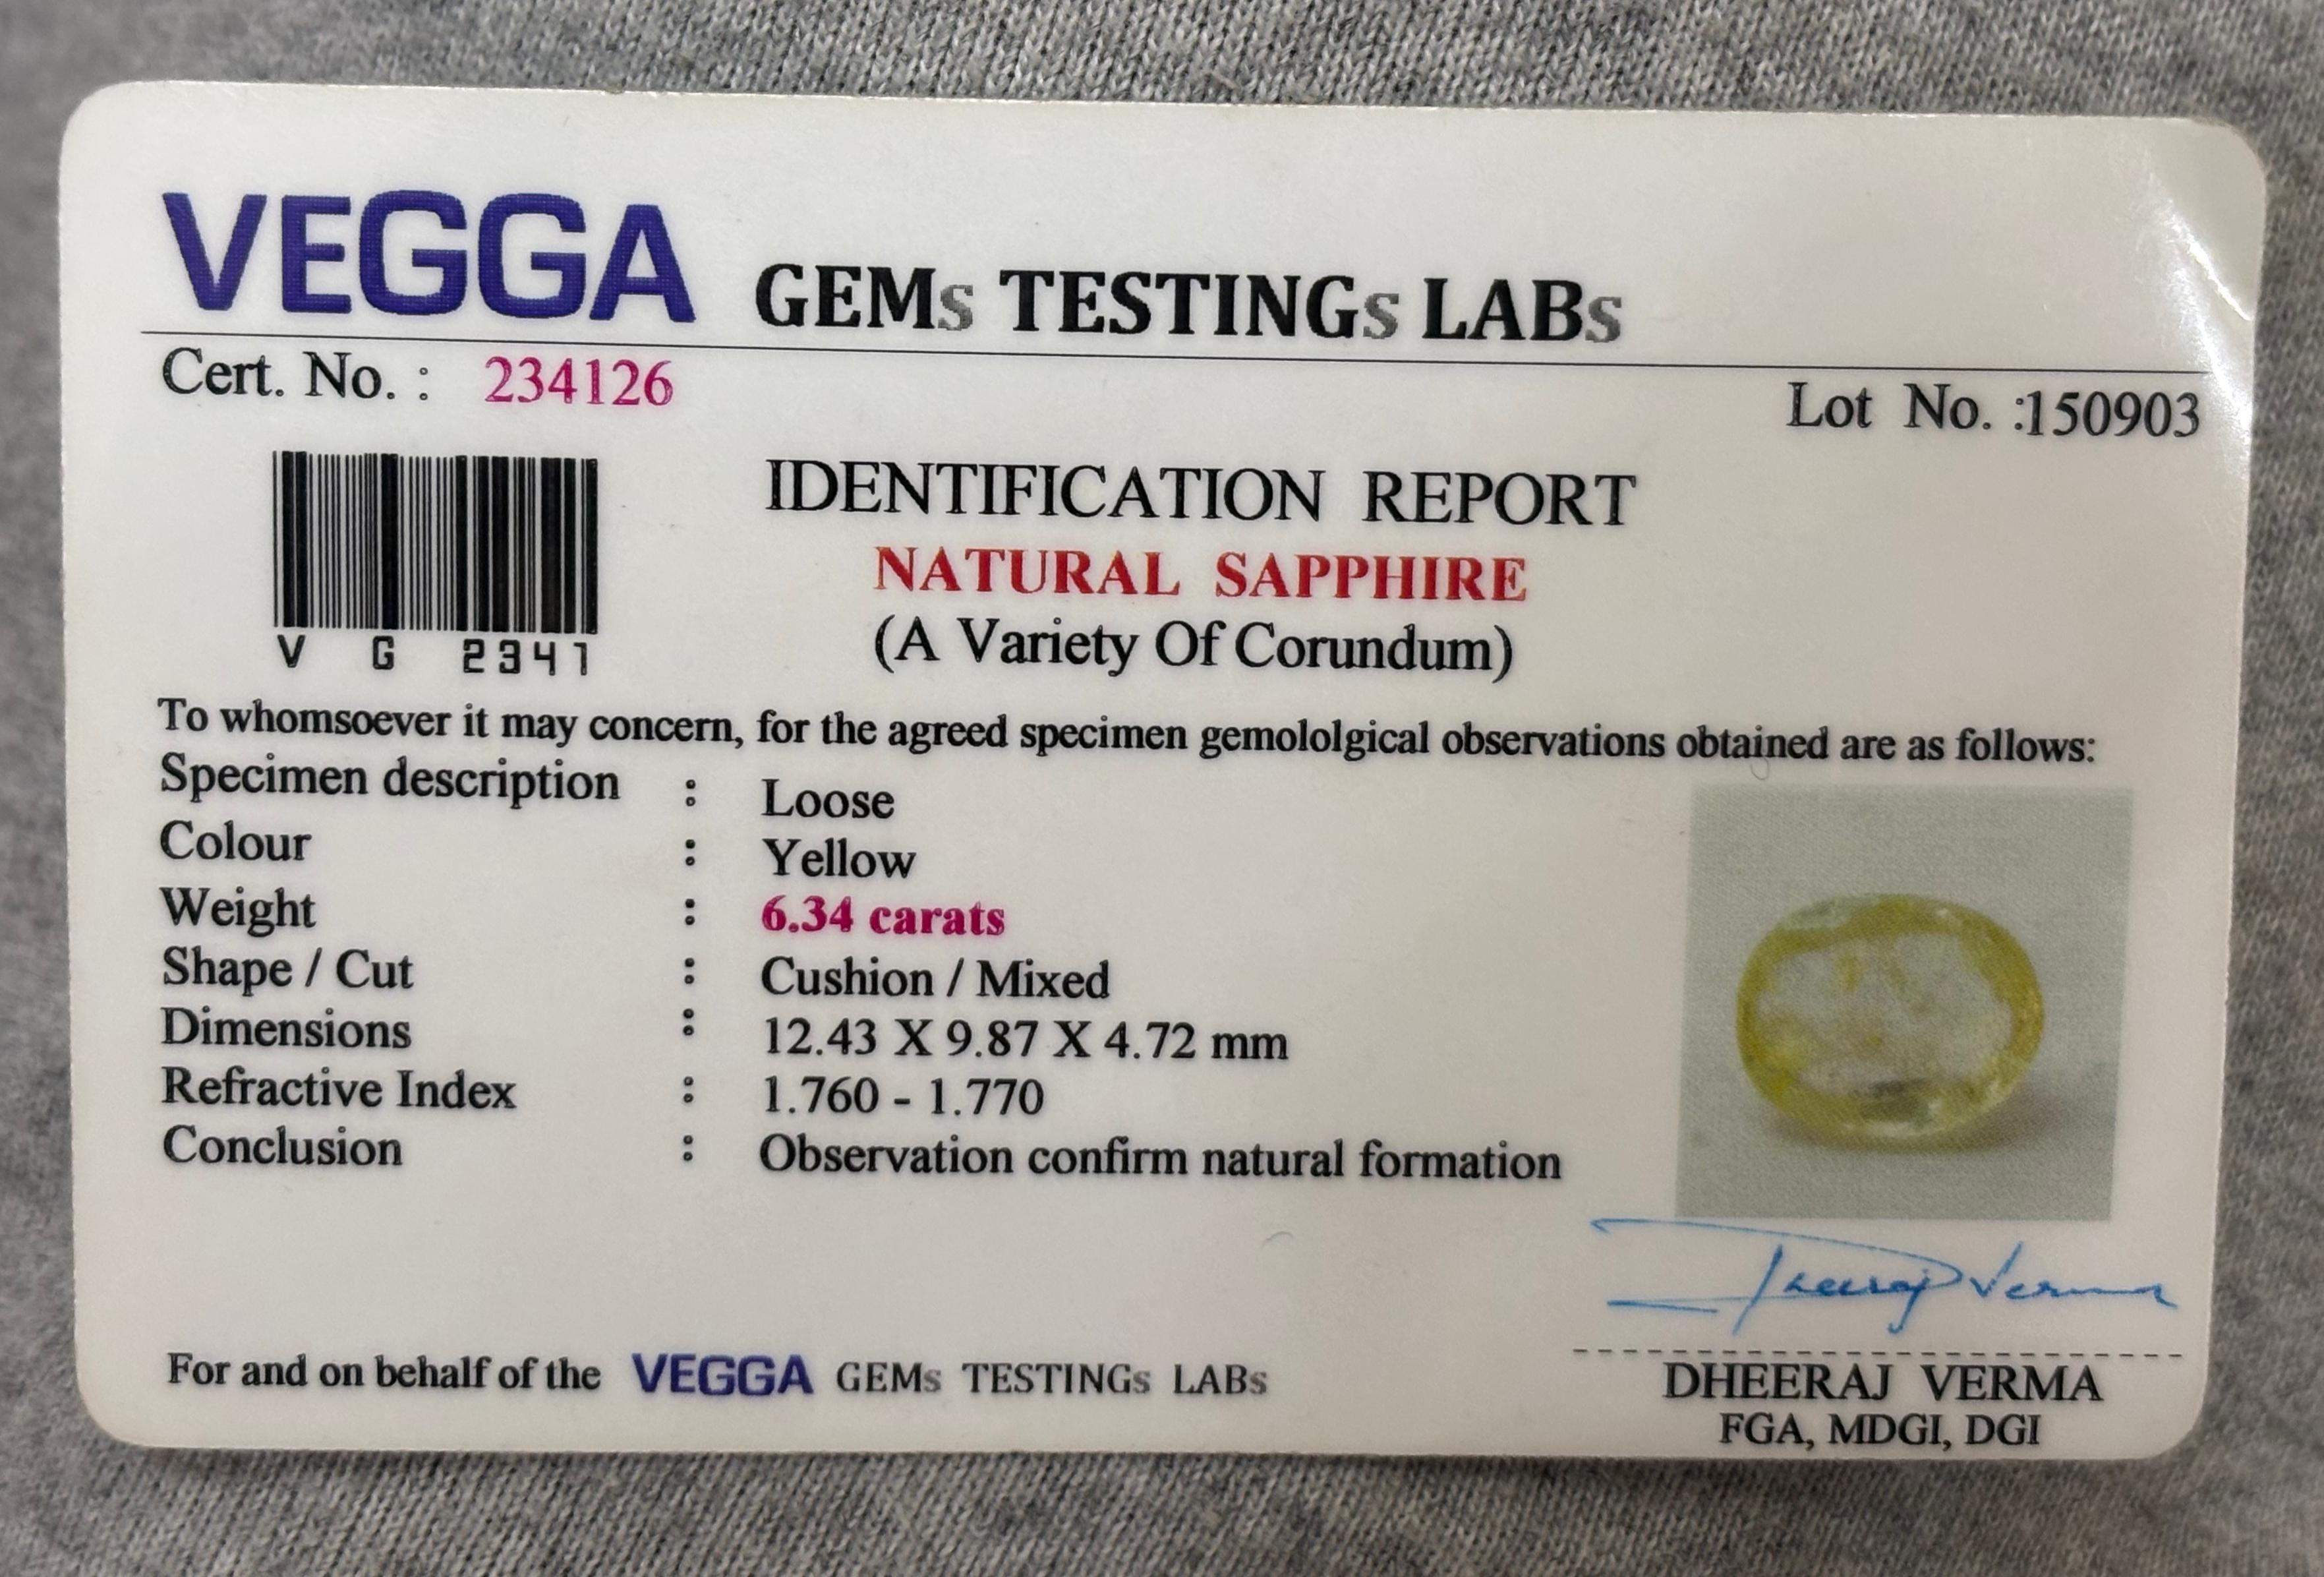 VEGGA GEMs TESTINGs LABs
Cert. No. : 234126
Lot No. :150903
V G 2341
IDENTIFICATION REPORT
NATURAL SAPPHIRE
(A Variety Of Corundum)
To whomsoever it may concern, for the agreed specimen gemololgical observations obtained are as follows:
Specimen description : Loose
Colour : Yellow
Weight : 6.34 carats
Shape / Cut : Cushion / Mixed
Dimensions : 12.43 X 9.87 X 4.72 mm
Refractive Index : 1.760 - 1.770
Conclusion : Observation confirm natural formation
Dheeraj Verma
For and on behalf of the VEGGA GEMs TESTINGs LABs
DHEERAJ VERMA
FGA, MDGI, DGI